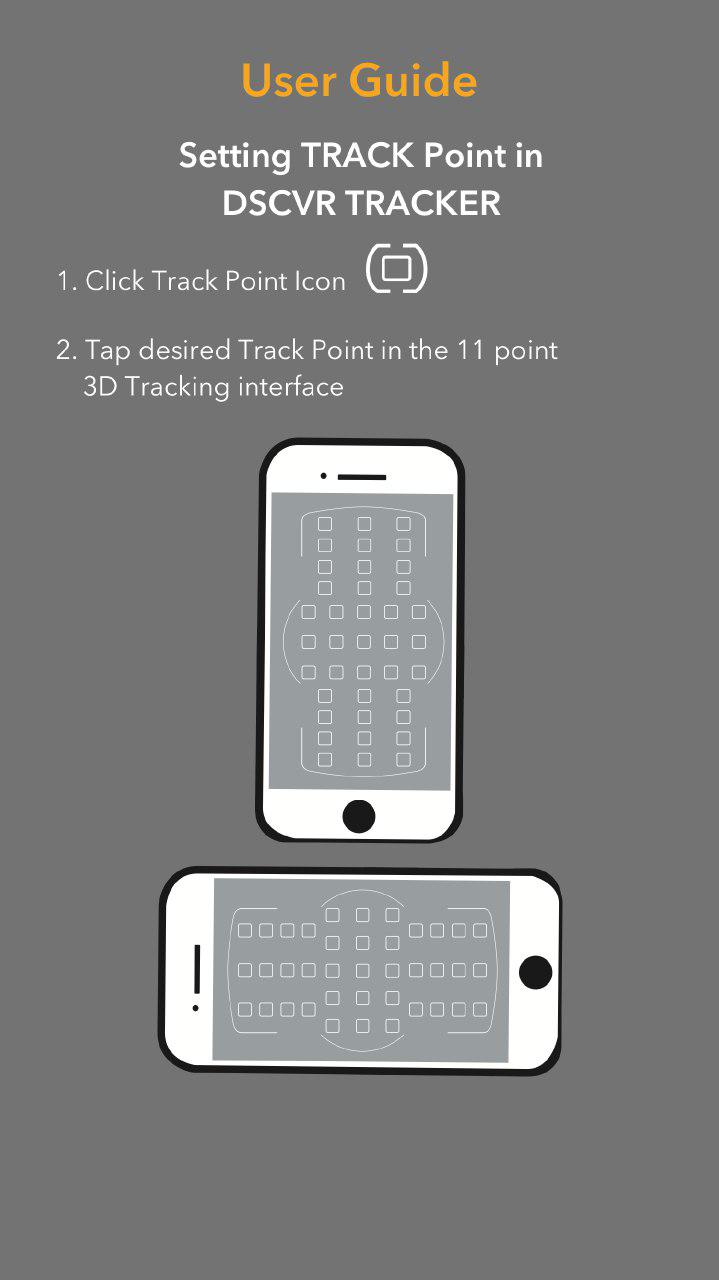 User Guide
Setting TRACK Point in
DSCVR TRACKER
1. Click Track Point Icon
2. Tap desired Track Point in the 11 point
3D Tracking interface